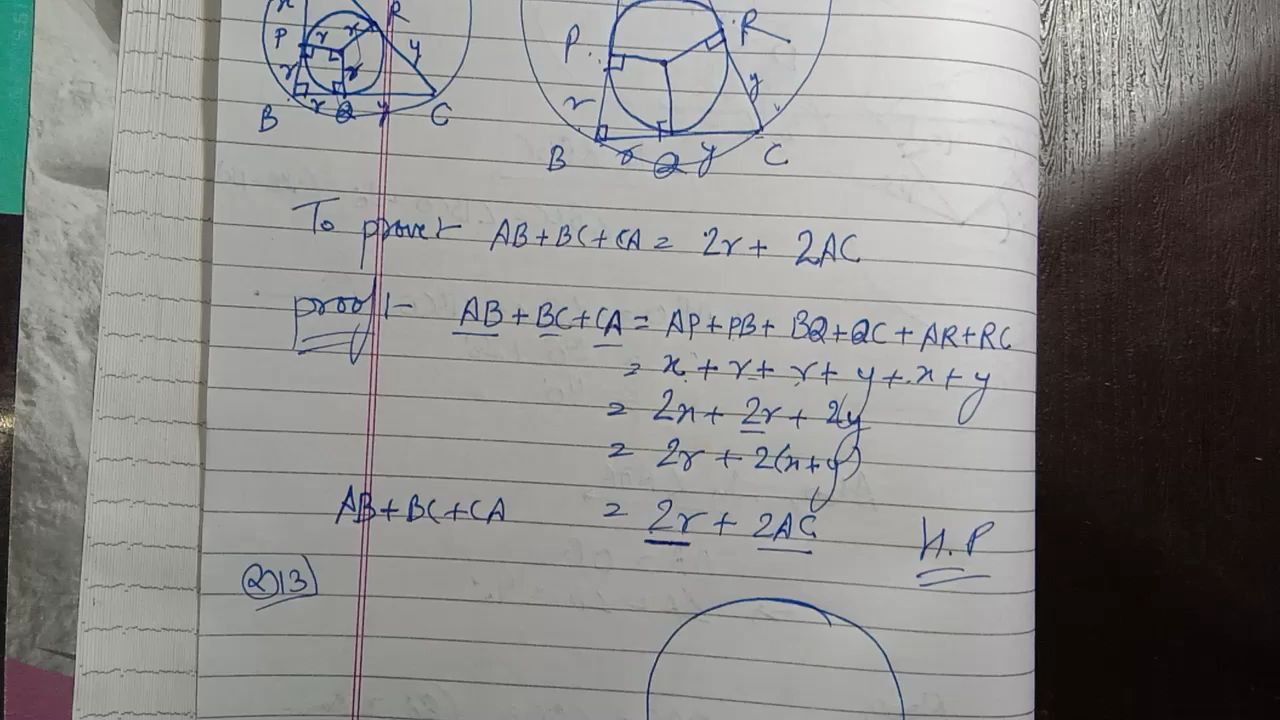 x R
P r x y
r r
B r Q y C
P R
r y
B r Q y C
To prove:- AB+BC+CA = 2r + 2AC
proof:- AB + BC + CA = AP+PB+ BQ+QC + AR+RC
= x + r + r + y + x + y
= 2x + 2r + 2y
= 2r + 2(x+y)
AB+BC+CA = 2r + 2AC H.P
Q13)